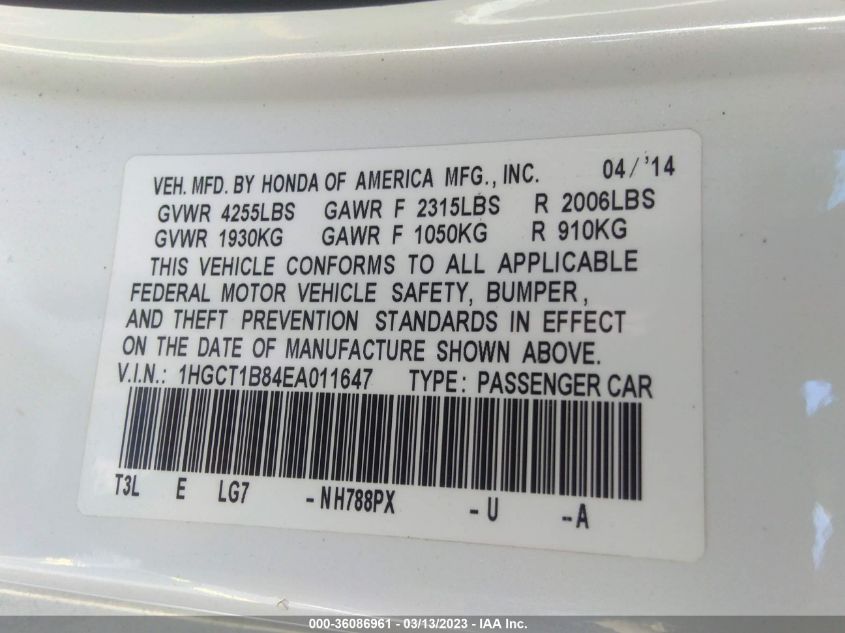 VEH. MFD. BY HONDA OF AMERICA MFG., INC. 04/'14
GVWR 4255LBS GAWR F 2315LBS R 2006LBS
GVWR 1930KG GAWR F 1050KG R 910KG
THIS VEHICLE CONFORMS TO ALL APPLICABLE
FEDERAL MOTOR VEHICLE SAFETY, BUMPER,
AND THEFT PREVENTION STANDARDS IN EFFECT
ON THE DATE OF MANUFACTURE SHOWN ABOVE.
V.I.N.: 1HGCT1B84EA011647 TYPE: PASSENGER CAR
T3L E LG7 -NH788PX -U --A
000-36086961 - 03/13/2023 - IAA Inc.